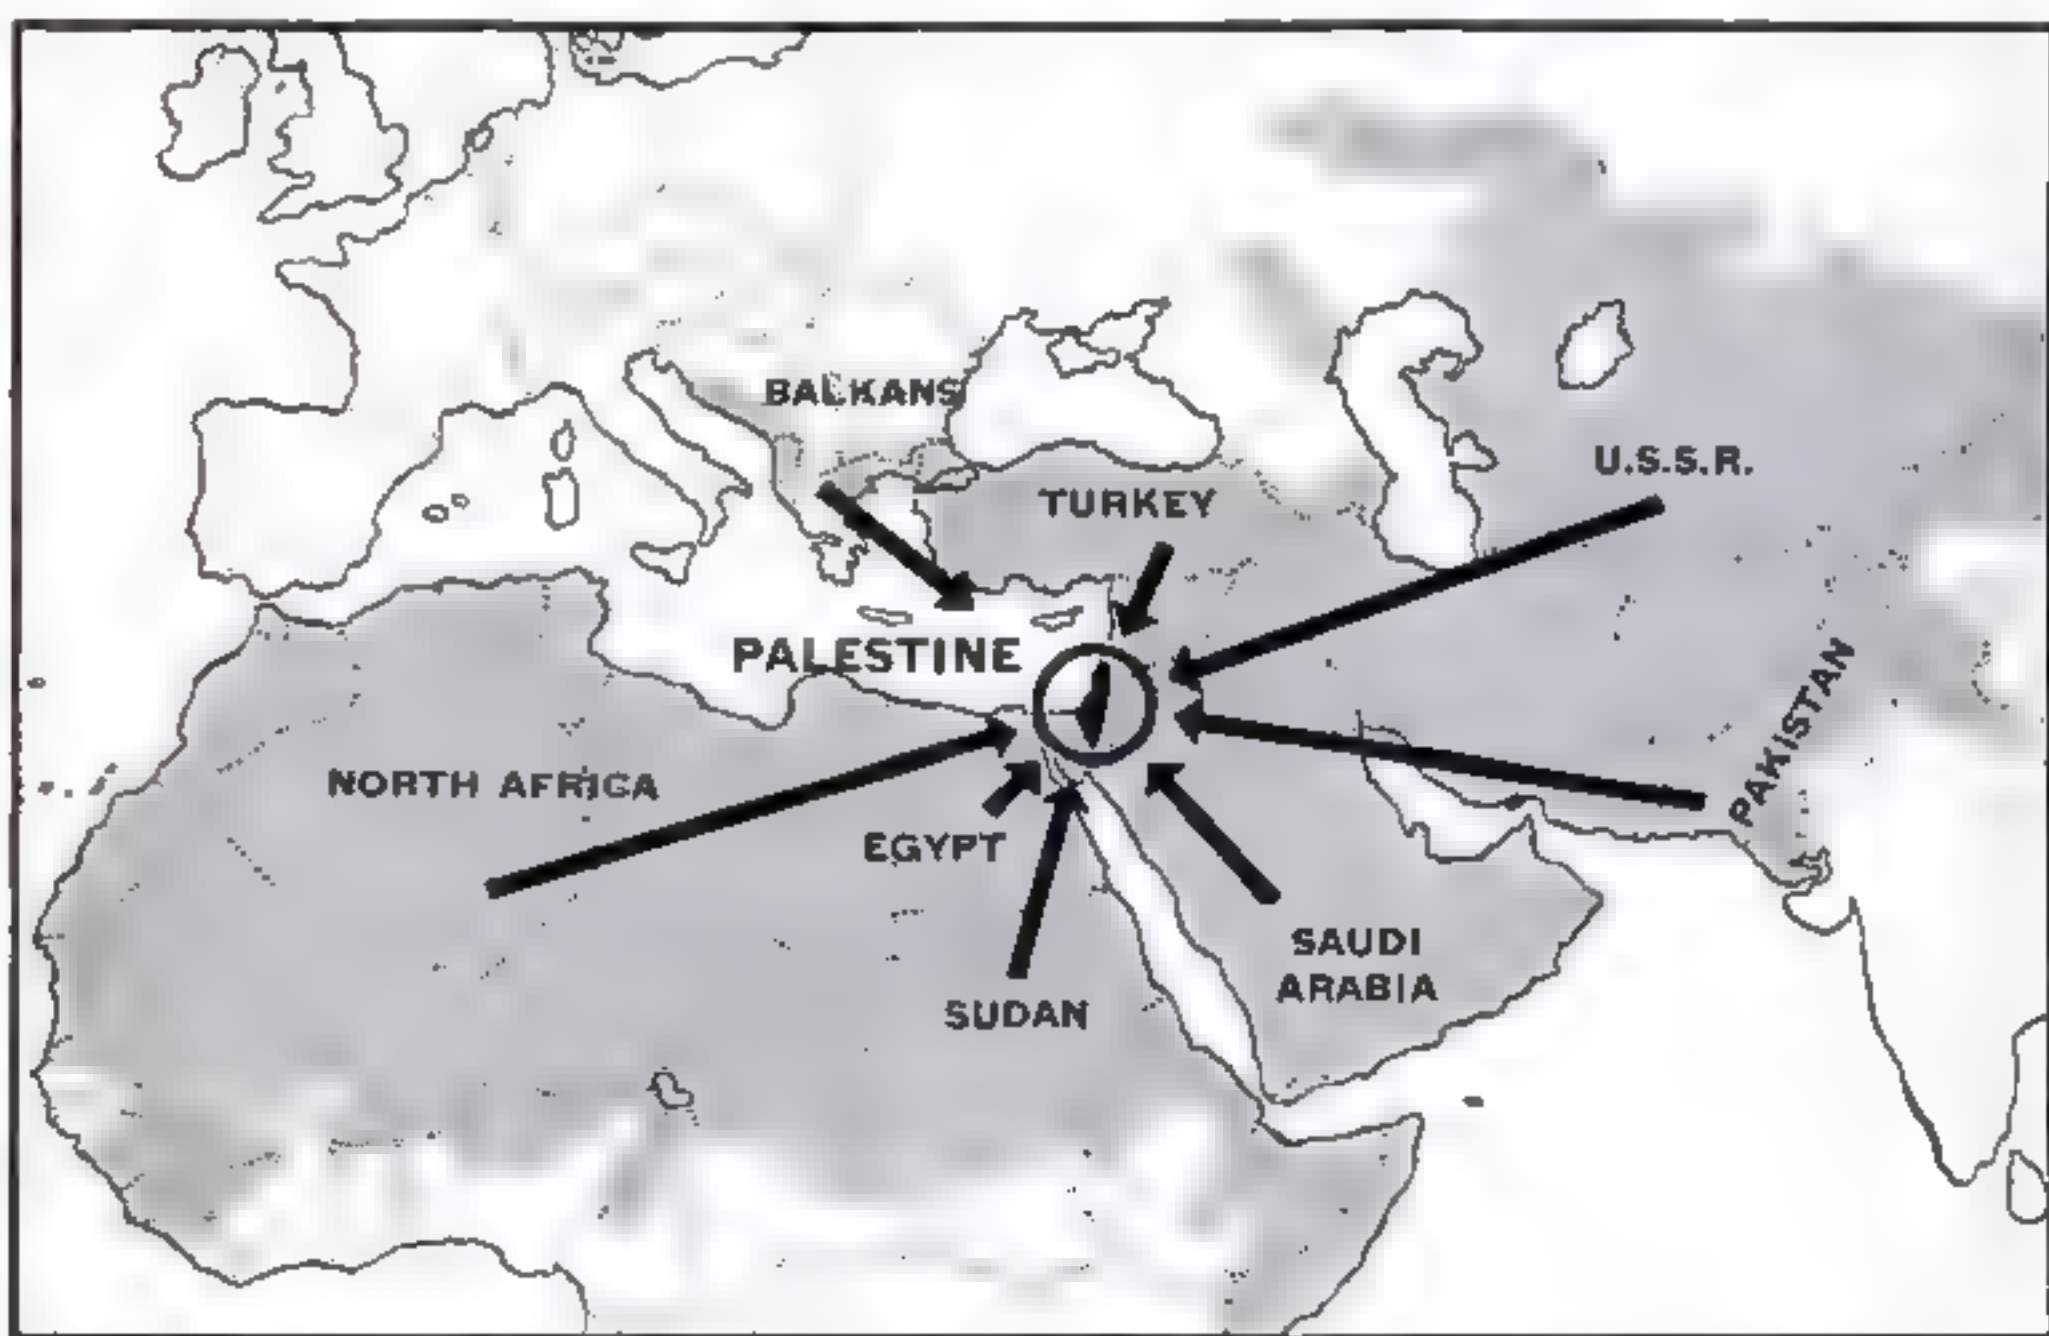 BALKANS
U.S.S.R.
TURKEY
PALESTINE
PAKISTAN
NORTH AFRICA
EGYPT
SAUDI
ARABIA
SUDAN